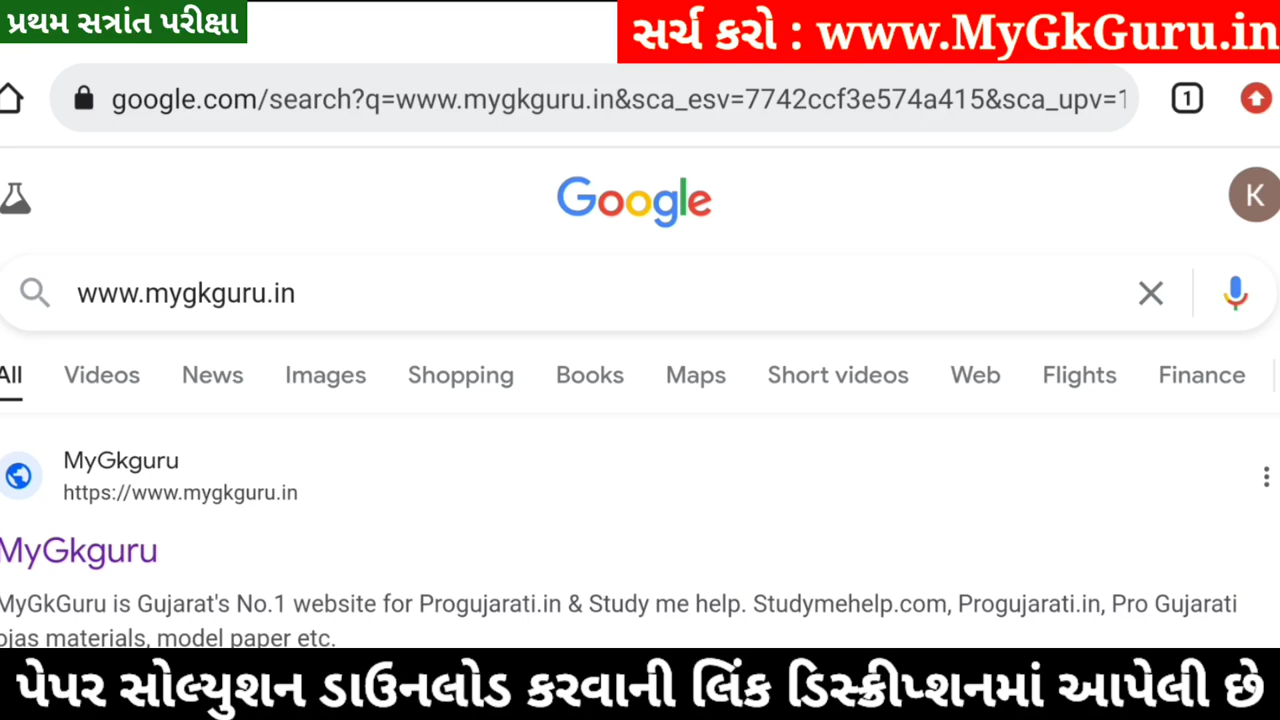 પ્રથમ સત્રાંત પરીક્ષા
સર્ચ કરો : www.MyGkGuru.in
google.com/search?q=www.mygkguru.in&sca_esv=7742ccf3e574a415&sca_upv=1
1
Google
K
www.mygkguru.in
All Videos News Images Shopping Books Maps Short videos Web Flights Finance
MyGkguru
https://www.mygkguru.in
MyGkguru
MyGkGuru is Gujarat's No.1 website for Progujarati.in & Study me help. Studymehelp.com, Progujarati.in, Pro Gujarati
ojas materials, model paper etc.
પેપર સોલ્યુશન ડાઉનલોડ કરવાની લિંક ડિસ્ક્રીપ્શનમાં આપેલી છે